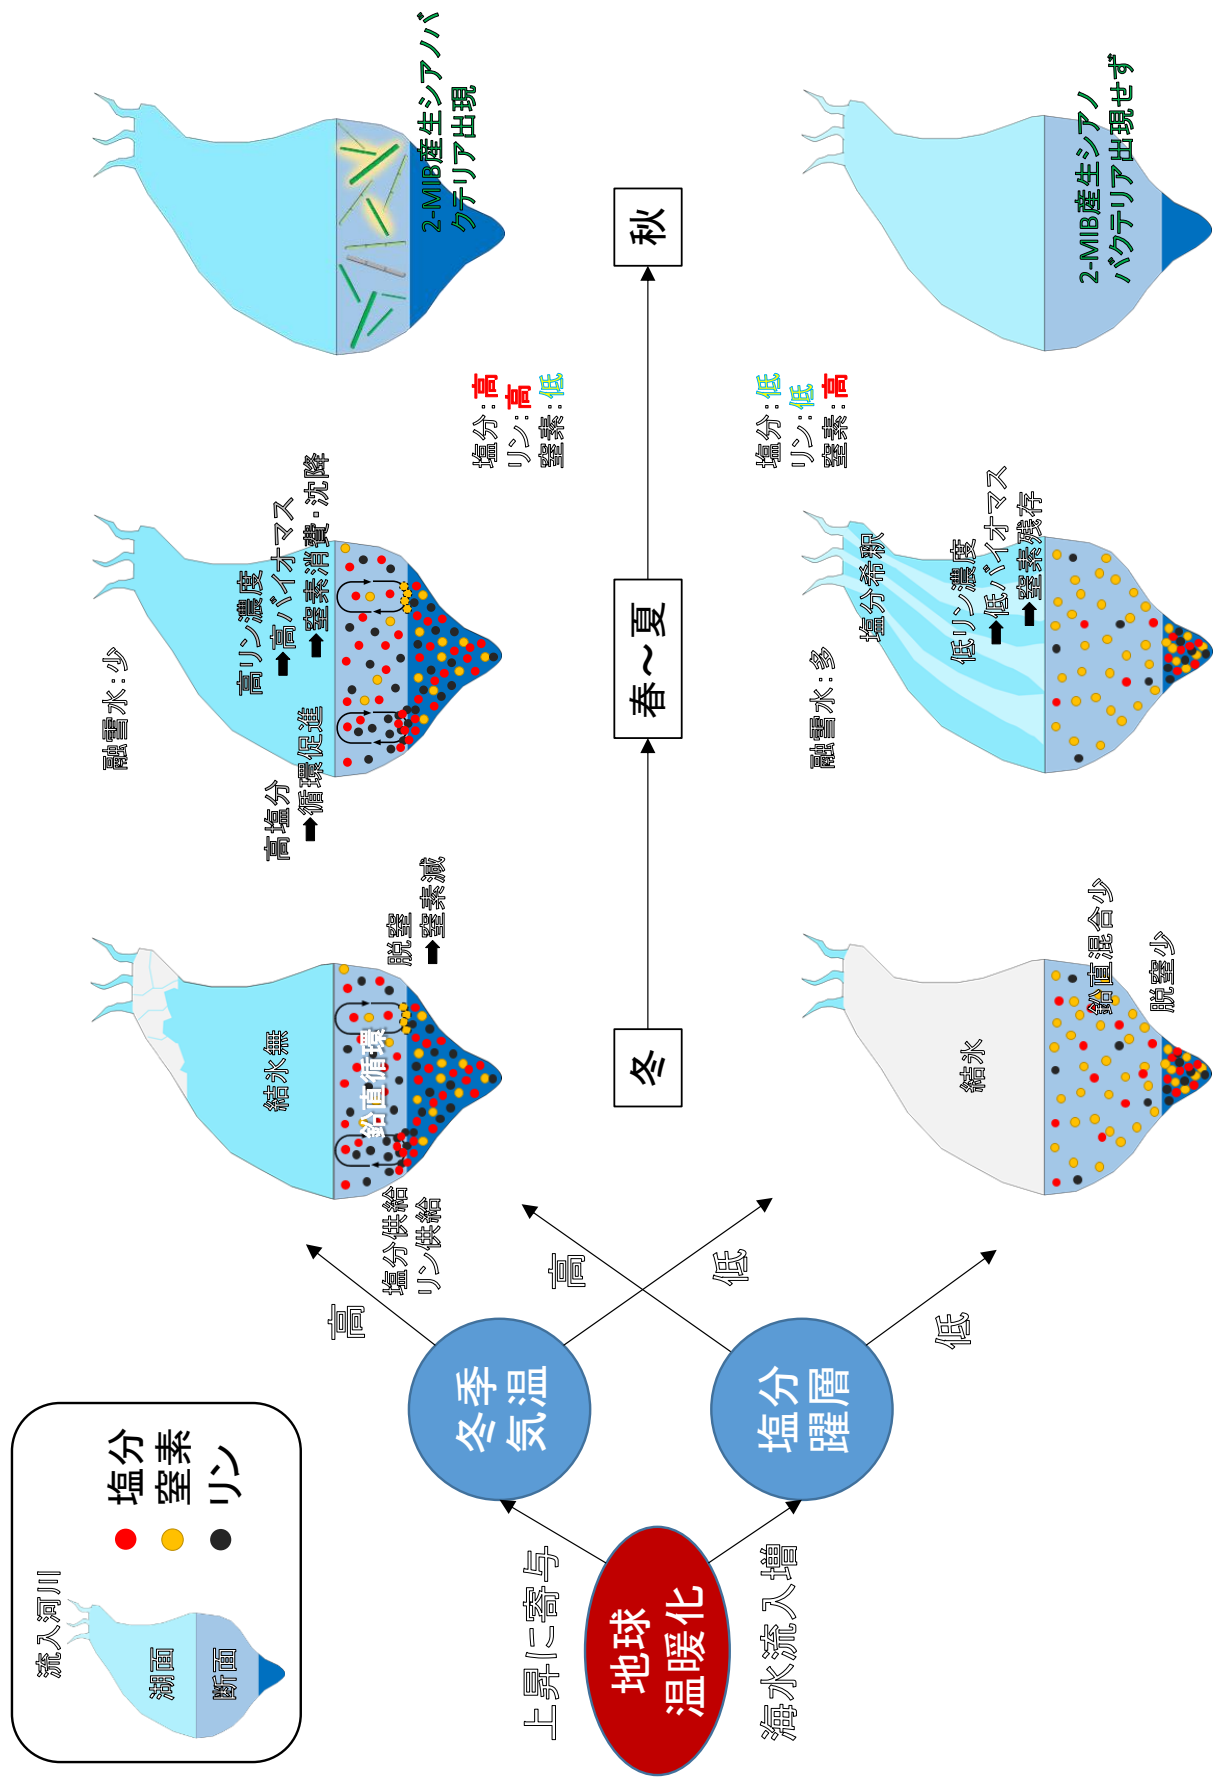 流入河川
湖面
断面
塩分
窒素
リン
地球
温暖化
上昇に寄与
海水流入増
冬季
気温
塩分
躍層
高
高
低
低
結氷無
鉛直循環
塩分供給
リン供給
脱窒
➡窒素減
融雪水:少
高塩分
➡循環促進
高リン濃度
➡高バイオマス
➡窒素消費・沈降
塩分:高
リン:高
窒素:低
2-MIB産生シアノバ
クテリア出現
冬
春~夏
秋
結氷
鉛直混合少
脱窒少
融雪水:多
塩分希釈
低リン濃度
➡低バイオマス
➡窒素残存
塩分:低
リン:低
窒素:高
2-MIB産生シアノ
バクテリア出現せず